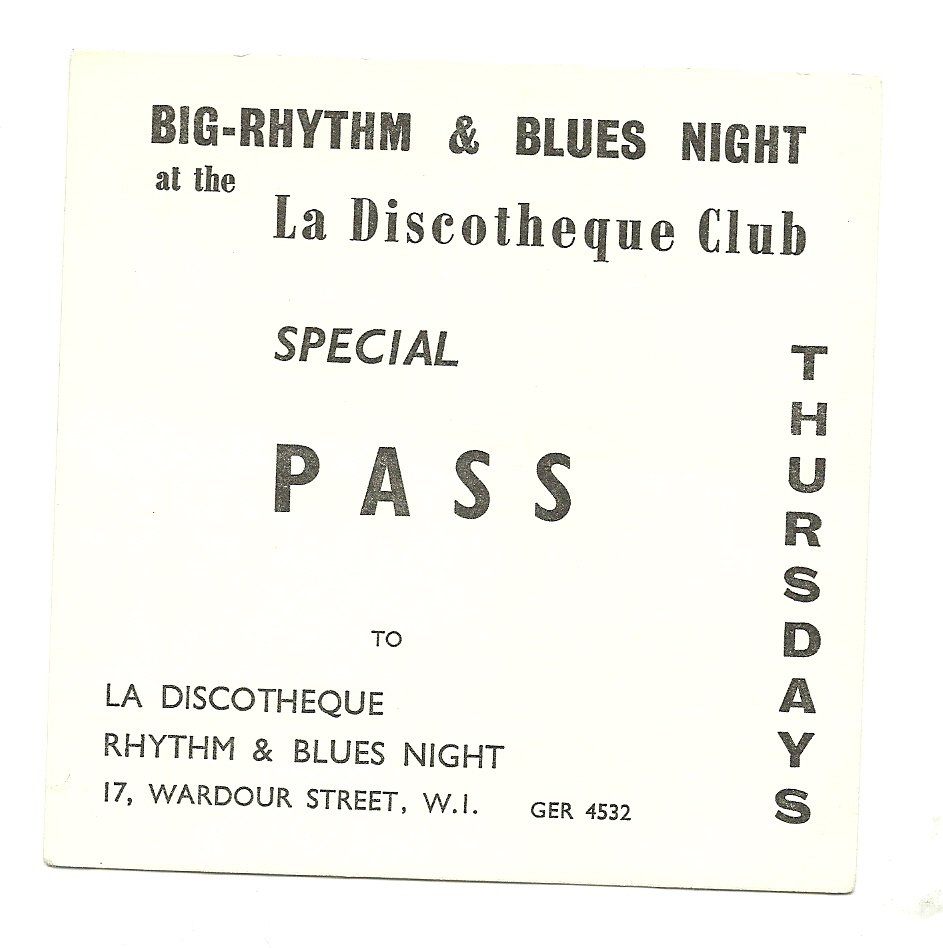 BIG-RHYTHM & BLUES NIGHT
at the
La Discotheque Club
SPECIAL
PASS
THURSDAYS
TO
LA DISCOTHEQUE
RHYTHM & BLUES NIGHT
17, WARDOUR STREET, W.1. GER 4532